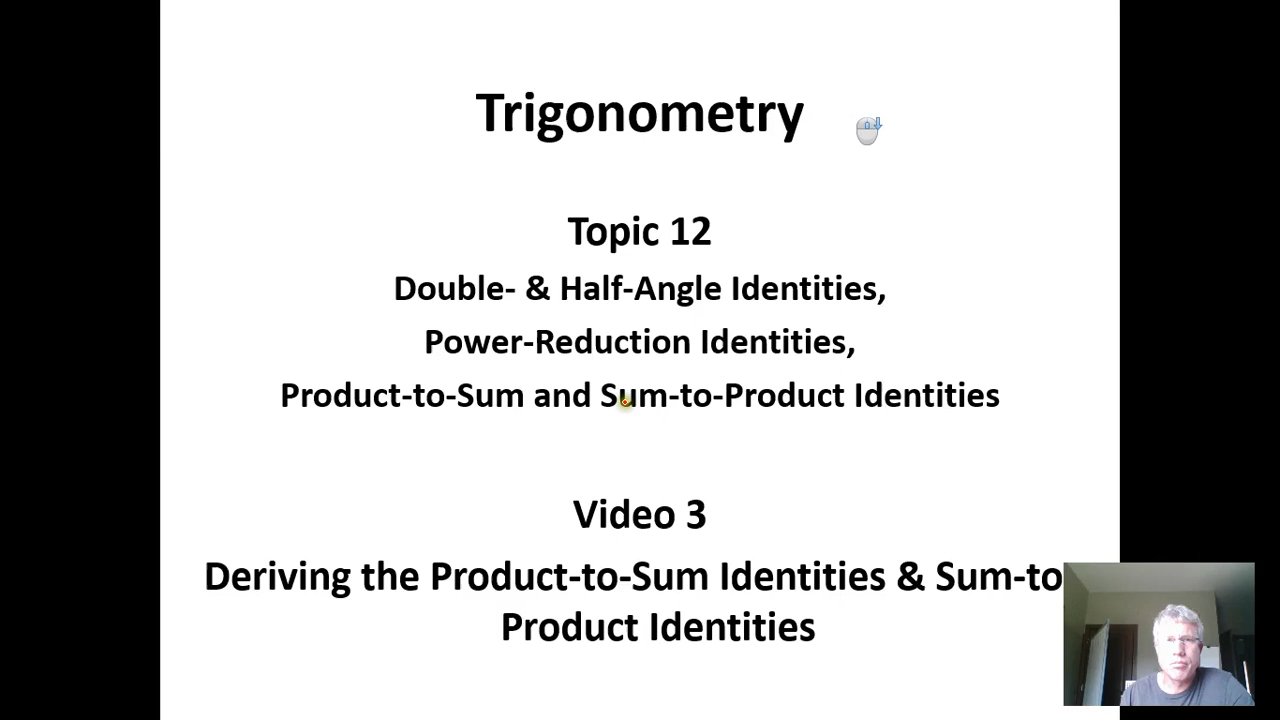 Trigonometry
Topic 12
Double- & Half-Angle Identities,
Power-Reduction Identities,
Product-to-Sum and Sum-to-Product Identities
Video 3
Deriving the Product-to-Sum Identities & Sum-to
Product Identities